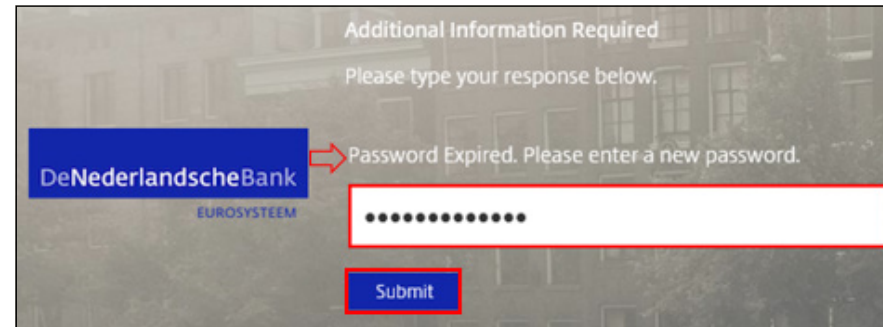 Additional Information Required
Please type your response below.
Password Expired. Please enter a new password.
DeNederlandscheBank
EUROSYSTEEM
Submit